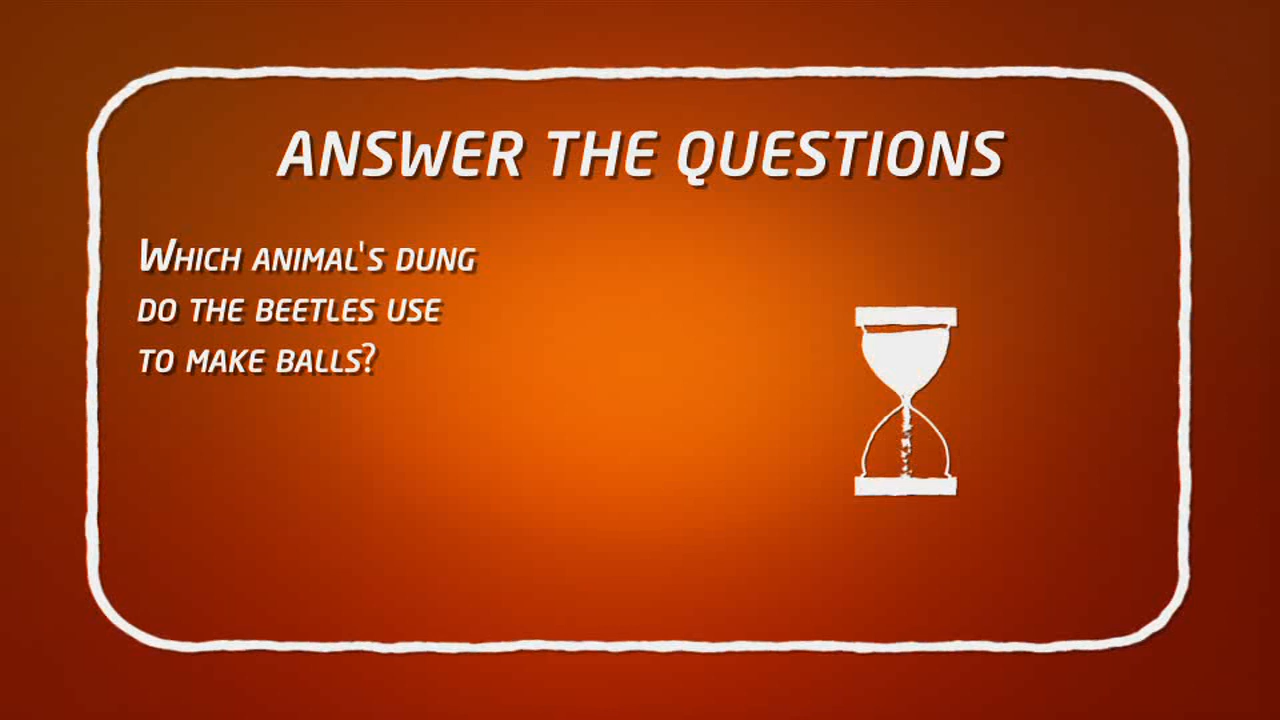 ANSWER THE QUESTIONS
WHICH ANIMAL'S DUNG
DO THE BEETLES USE
TO MAKE BALLS?